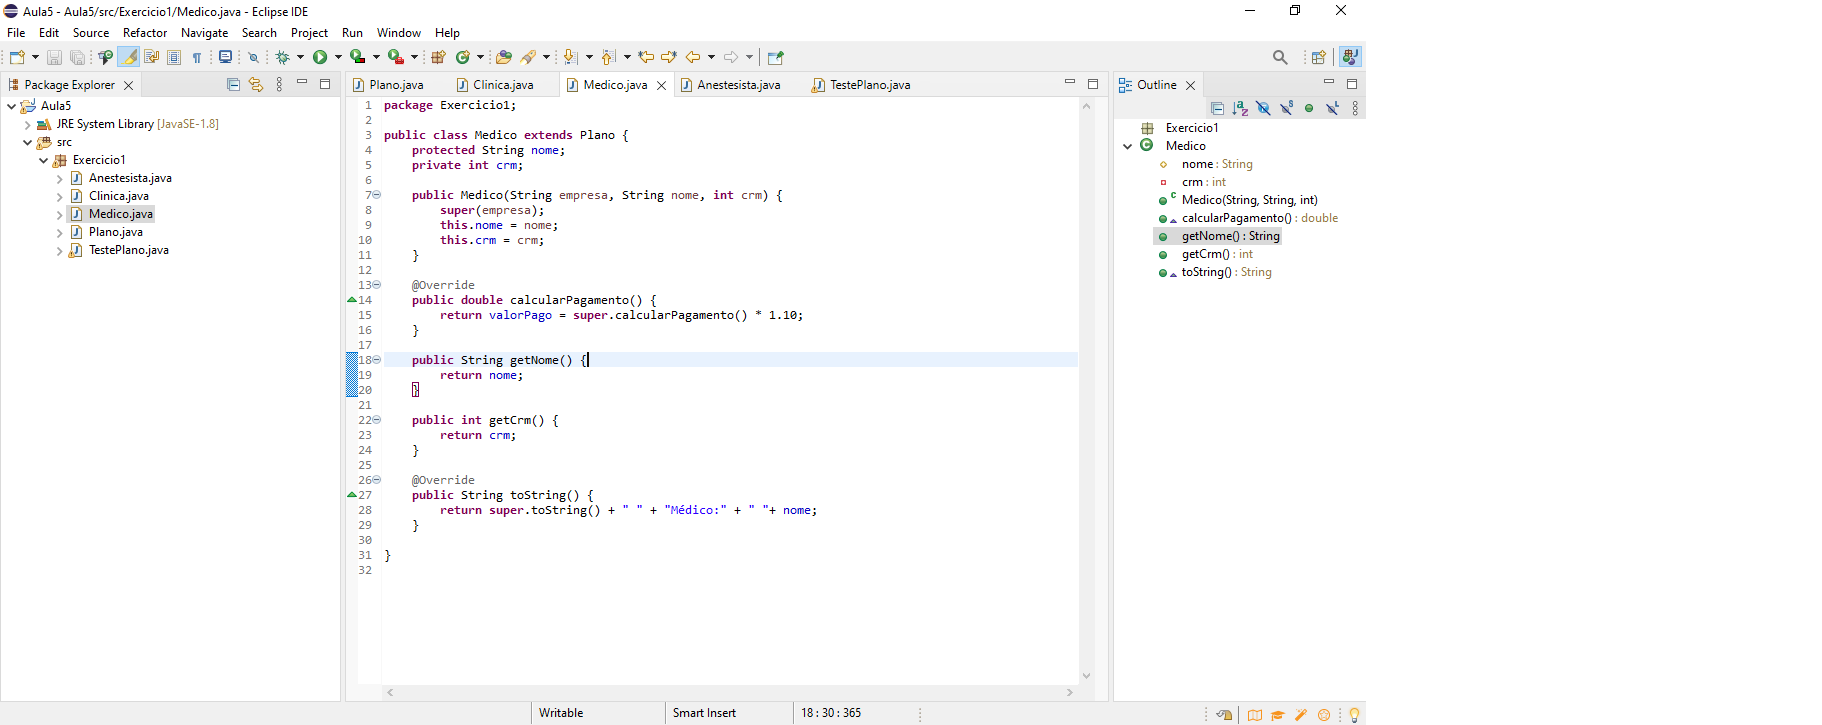 Aula5 - Aula5/src/Exercicio1/Medico.java - Eclipse IDE
File Edit Source Refactor Navigate Search Project Run Window Help
Package Explorer
Aula5
JRE System Library [JavaSE-1.8]
src
Exercicio1
Anestesista.java
Clinica.java
Medico.java
Plano.java
TestePlano.java
Plano.java Clinica.java Medico.java Anestesista.java TestePlano.java
1 package Exercicio1;
2
3 public class Medico extends Plano {
4 protected String nome;
5 private int crm;
6
7 public Medico(String empresa, String nome, int crm) {
8 super(empresa);
9 this.nome = nome;
10 this.crm = crm;
11 }
12
13 @Override
14 public double calcularPagamento() {
15 return valorPago = super.calcularPagamento() * 1.10;
16 }
17
18 public String getNome() {
19 return nome;
20 }
21
22 public int getCrm() {
23 return crm;
24 }
25
26 @Override
27 public String toString() {
28 return super.toString() + " " + "Médico:" + " "+ nome;
29 }
30
31 }
32
Outline
Exercicio1
Medico
nome : String
crm : int
Medico(String, String, int)
calcularPagamento() : double
getNome() : String
getCrm() : int
toString() : String
Writable Smart Insert 18 : 30 : 365